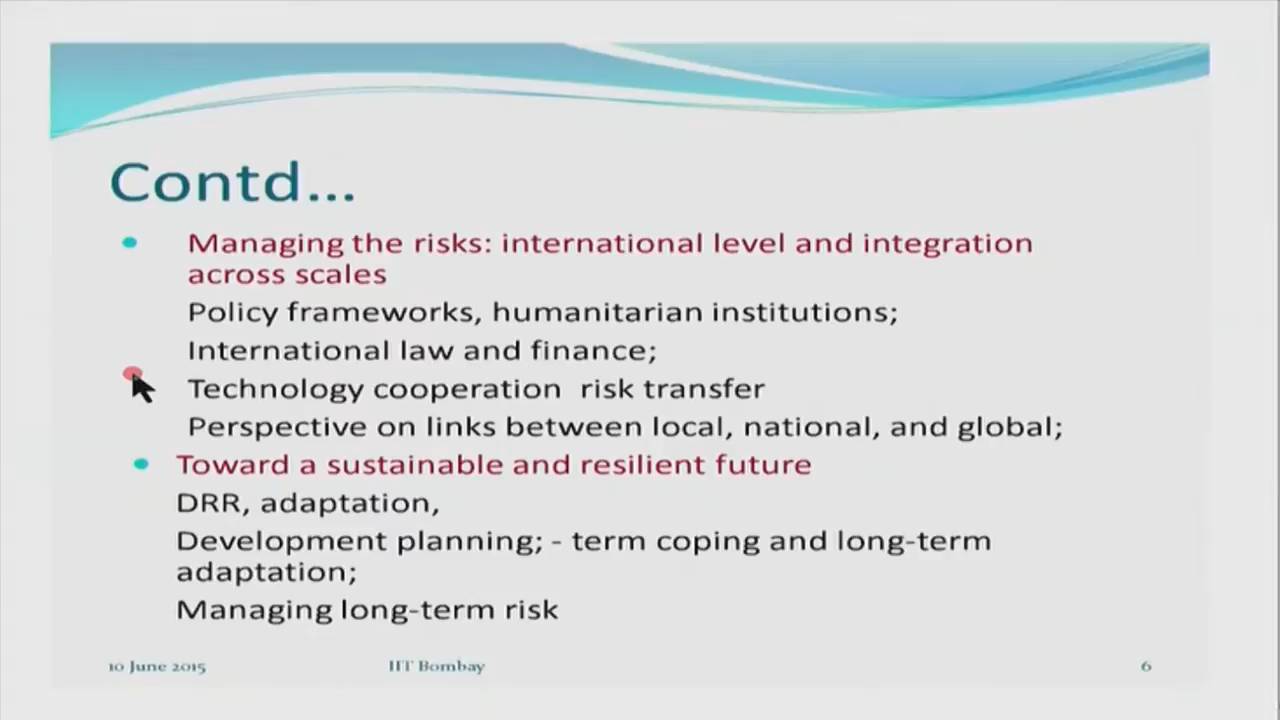 Contd...
Managing the risks: international level and integration
across scales
Policy frameworks, humanitarian institutions;
International law and finance;
Technology cooperation risk transfer
Perspective on links between local, national, and global;
Toward a sustainable and resilient future
DRR, adaptation,
Development planning; - term coping and long-term
adaptation;
Managing long-term risk
10 June 2015 IIT Bombay 6